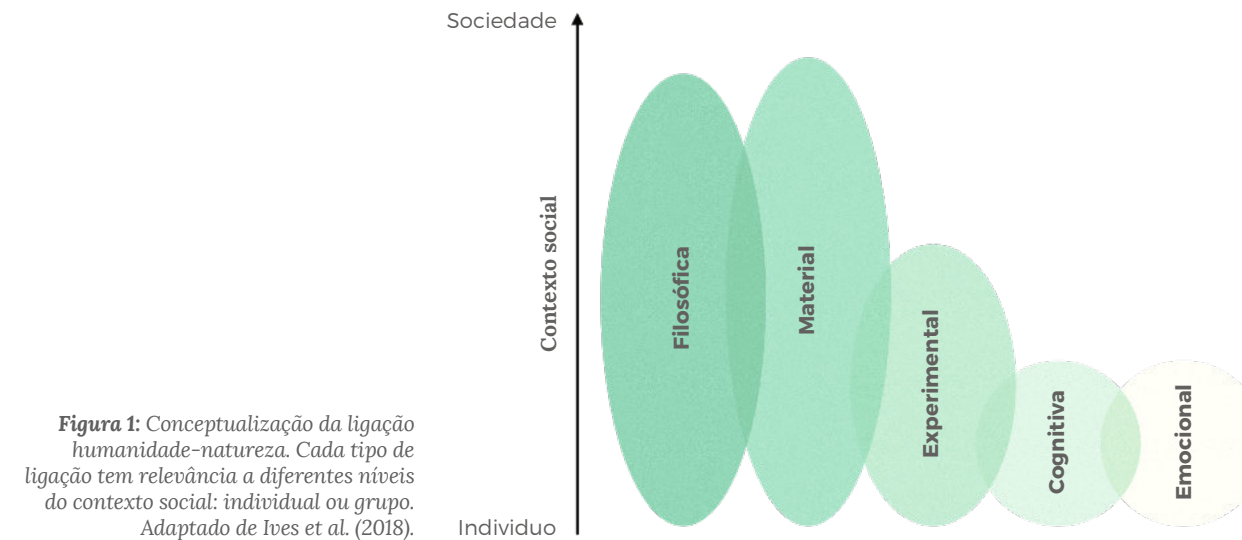 Sociedade
Contexto social
Filosófica
Material
Experimental
Cognitiva
Emocional
Individuo
Figura 1: Conceptualização da ligação
humanidade-natureza. Cada tipo de
ligação tem relevância a diferentes níveis
do contexto social: individual ou grupo.
Adaptado de Ives et al. (2018).